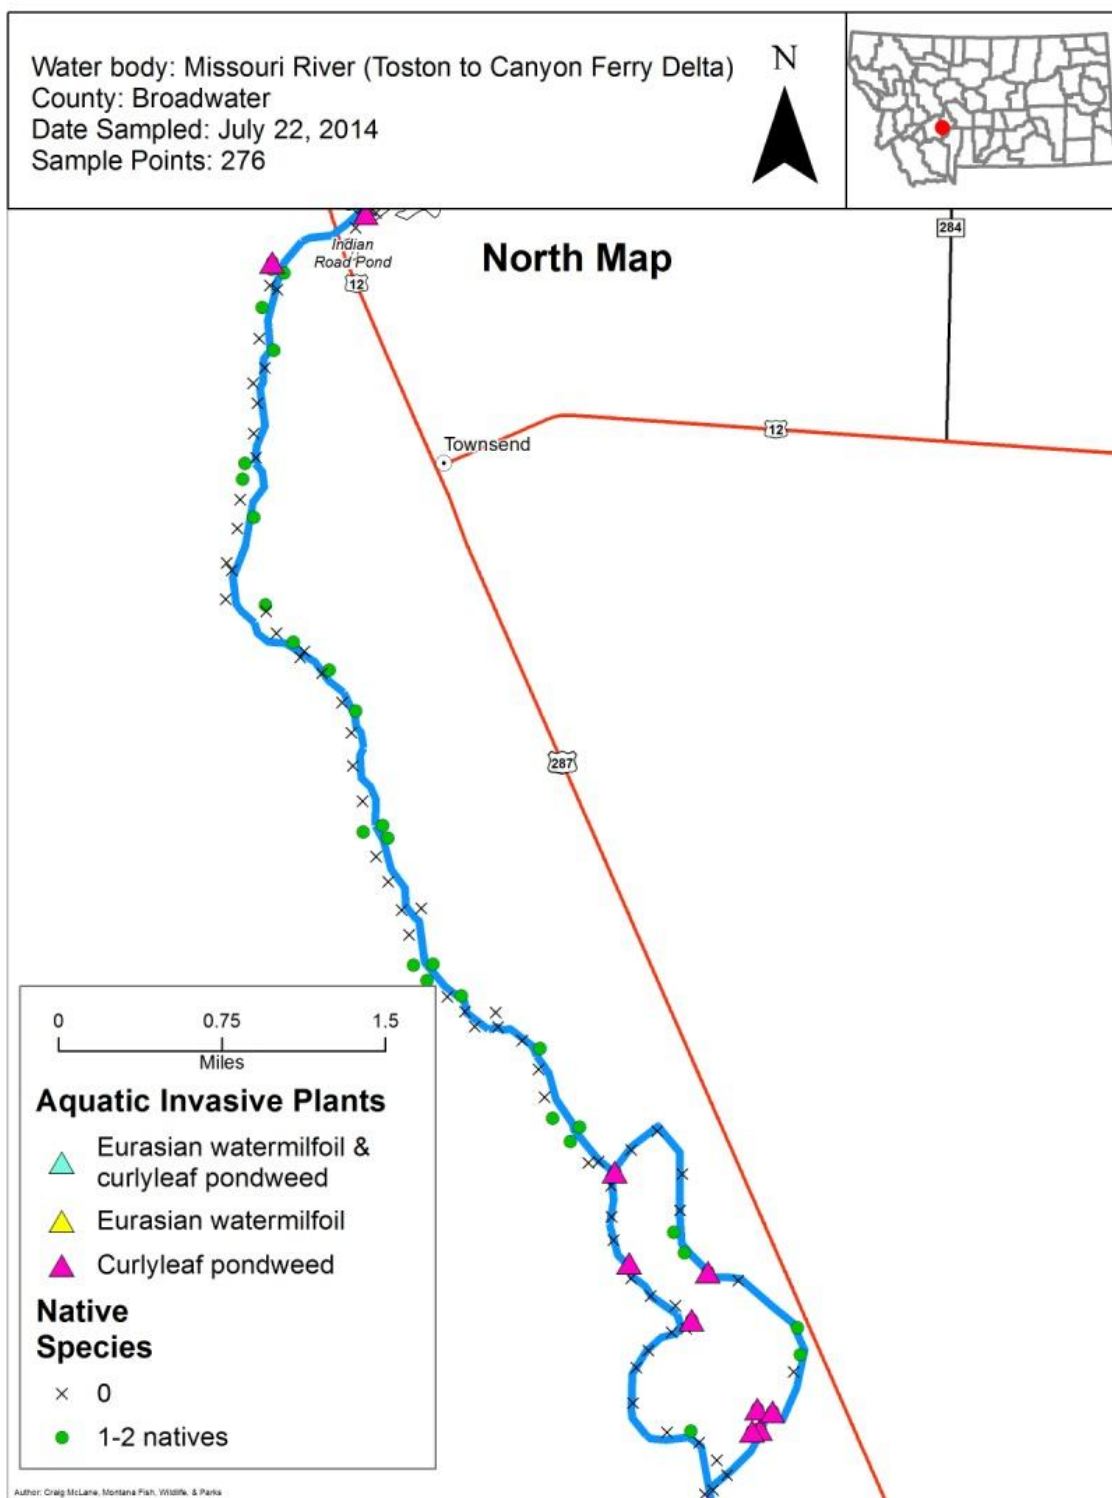 Water body: Missouri River (Toston to Canyon Ferry Delta)
County: Broadwater
Date Sampled: July 22, 2014
Sample Points: 276
N
North Map
284
Indian
Road Pond
12
12
Townsend
287
0 0.75 1.5
Miles
Aquatic Invasive Plants
Eurasian watermilfoil &
curlyleaf pondweed
Eurasian watermilfoil
Curlyleaf pondweed
Native
Species
0
1-2 natives
Author: Craig McLane, Montana Fish, Wildlife, & Parks